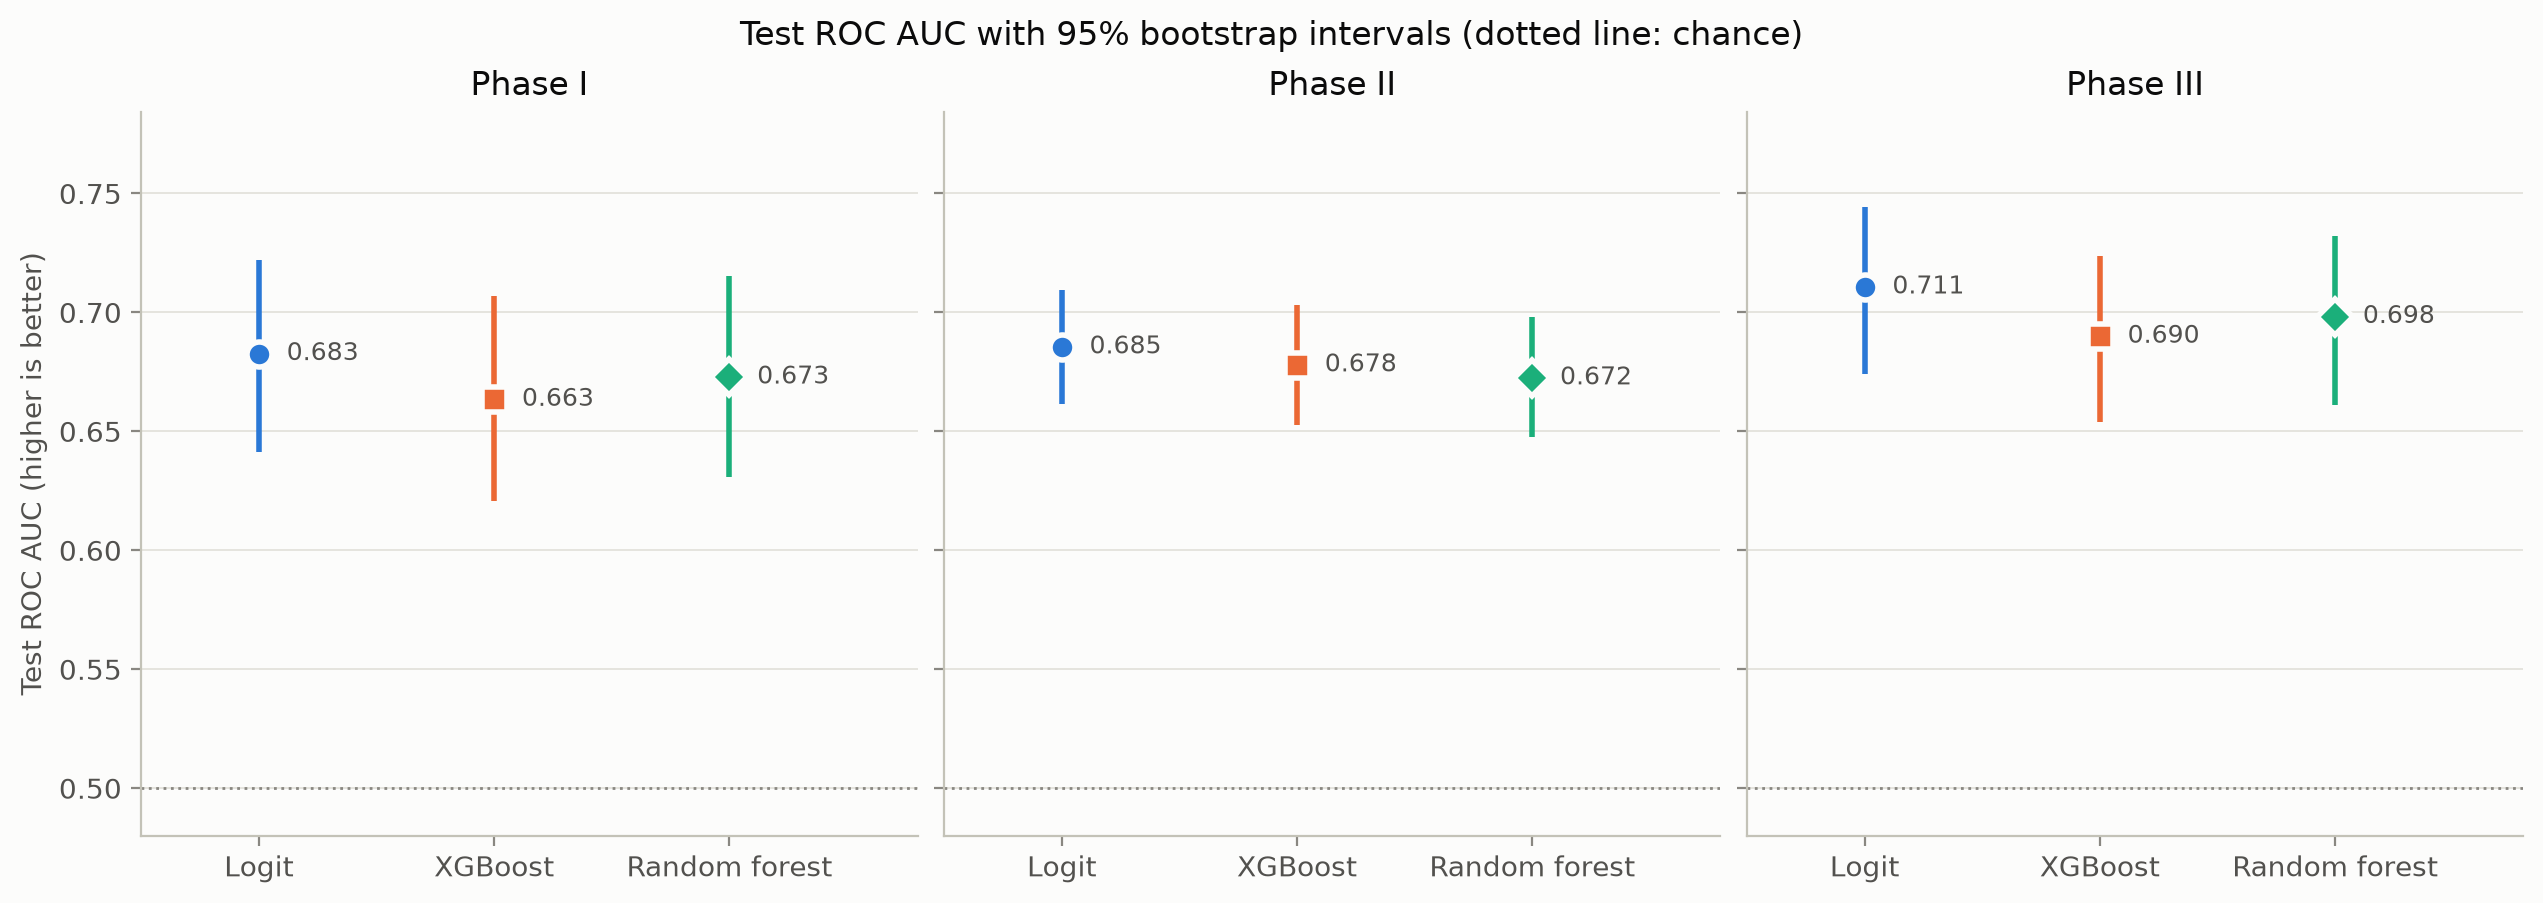 Test ROC AUC with 95% bootstrap intervals (dotted line: chance)
Phase I
Phase II
Phase III
Test ROC AUC (higher is better)
0.75
0.70
0.65
0.60
0.55
0.50
0.683
0.663
0.673
0.685
0.678
0.672
0.711
0.690
0.698
Logit
XGBoost
Random forest
Logit
XGBoost
Random forest
Logit
XGBoost
Random forest